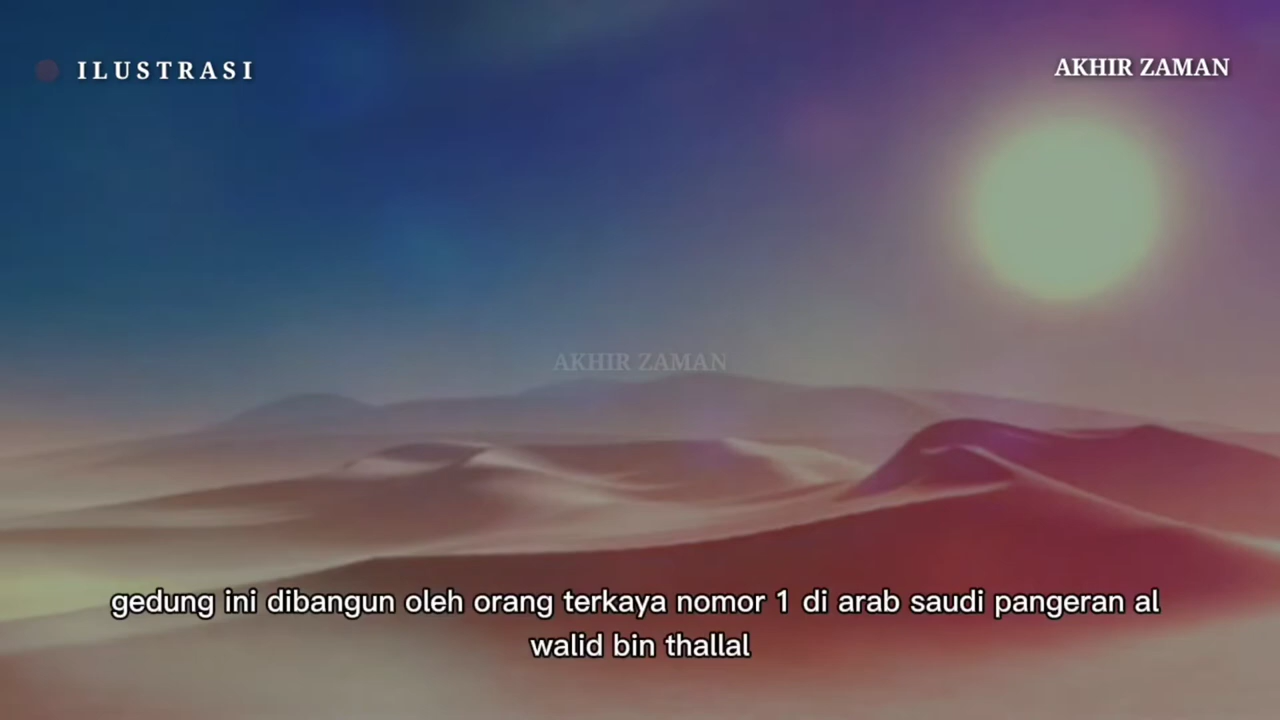 ILUSTRASI
AKHIR ZAMAN
AKHIR ZAMAN
gedung ini dibangun oleh orang terkaya nomor 1 di arab saudi pangeran al
walid bin thallal